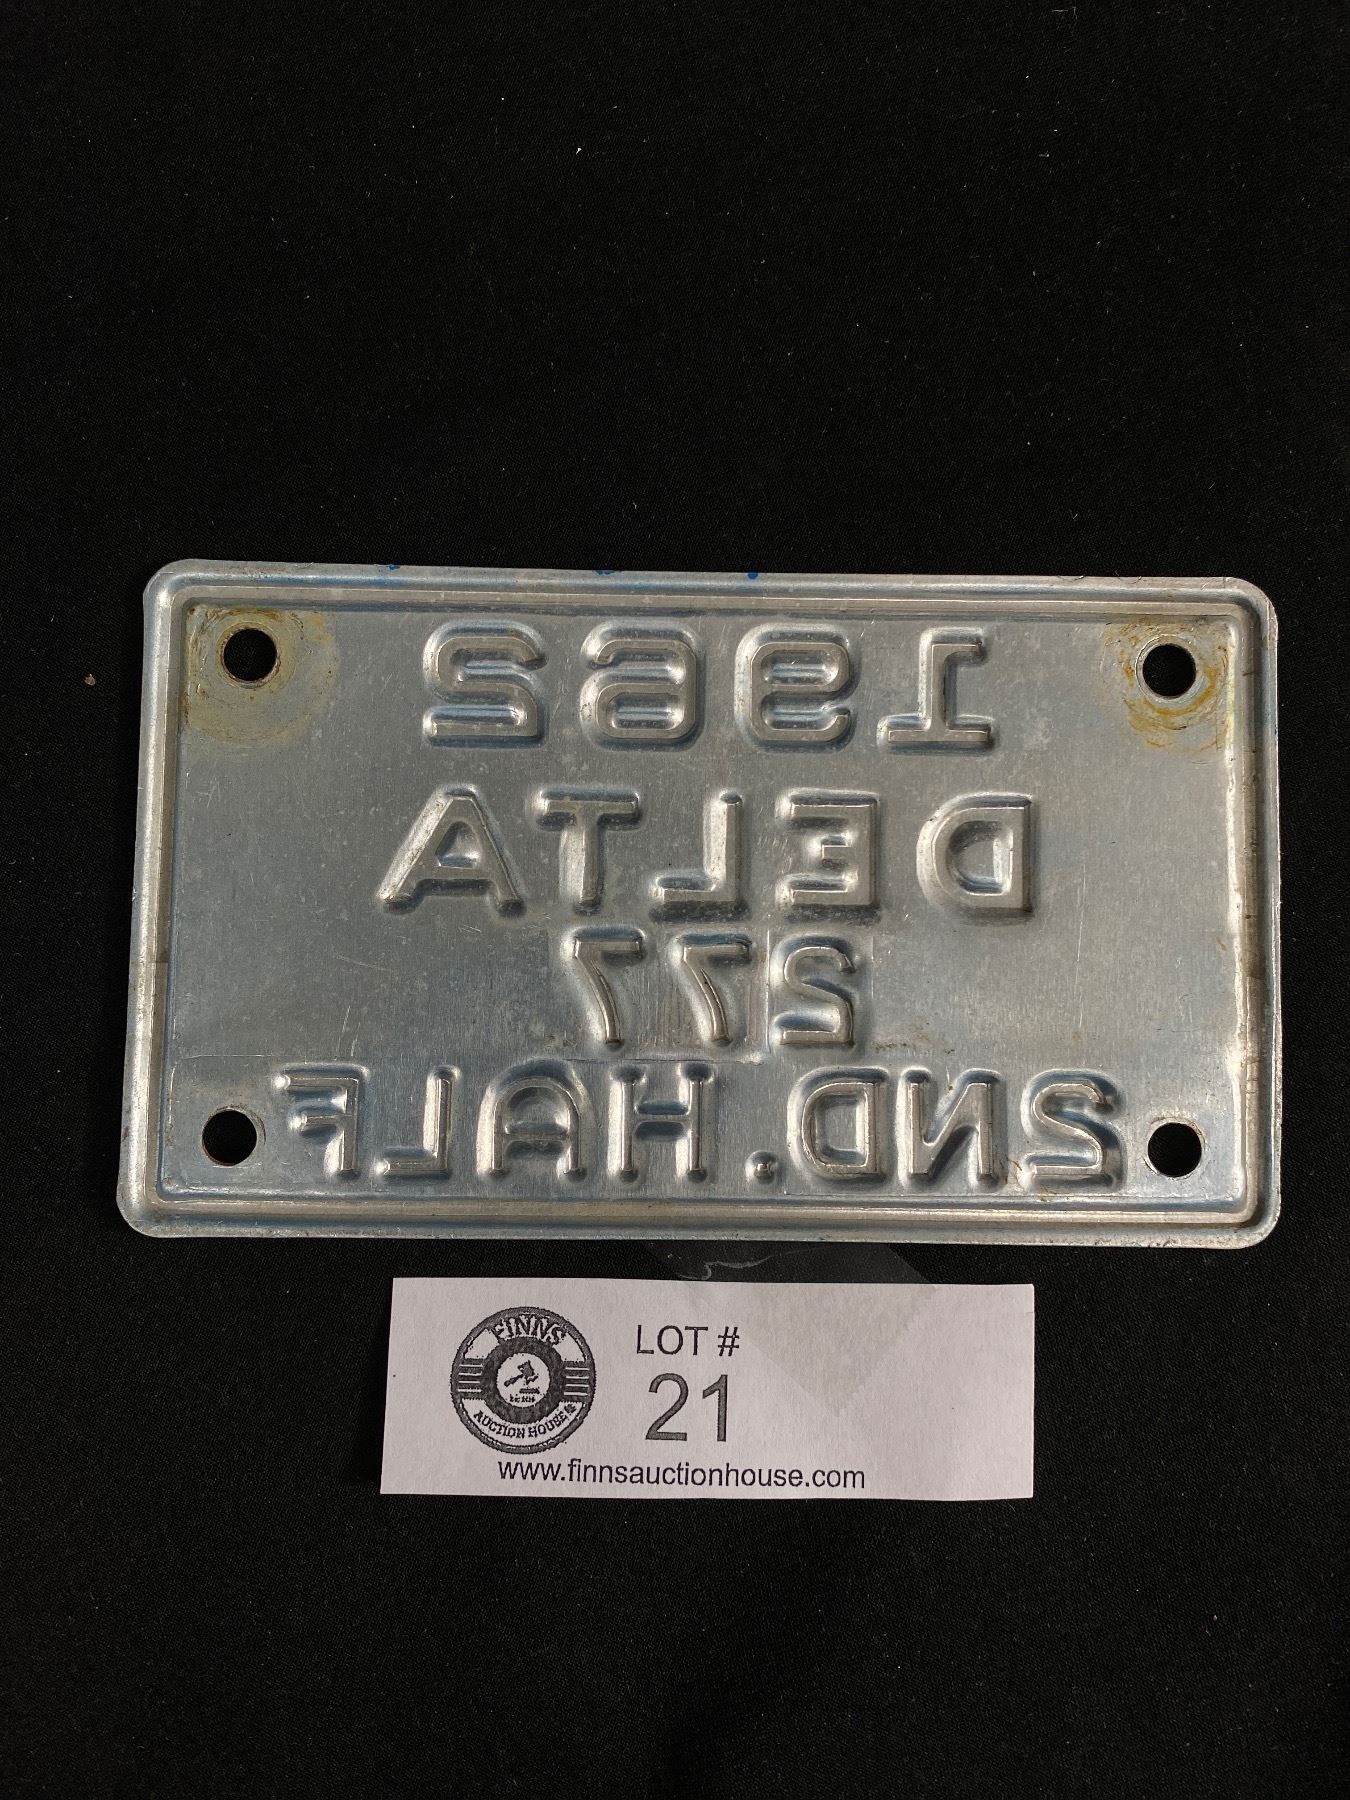 1962
DELTA
277
2ND. HALF
FINNS
AUCTION HOUSE
LOT #
21
www.finnsauctionhouse.com